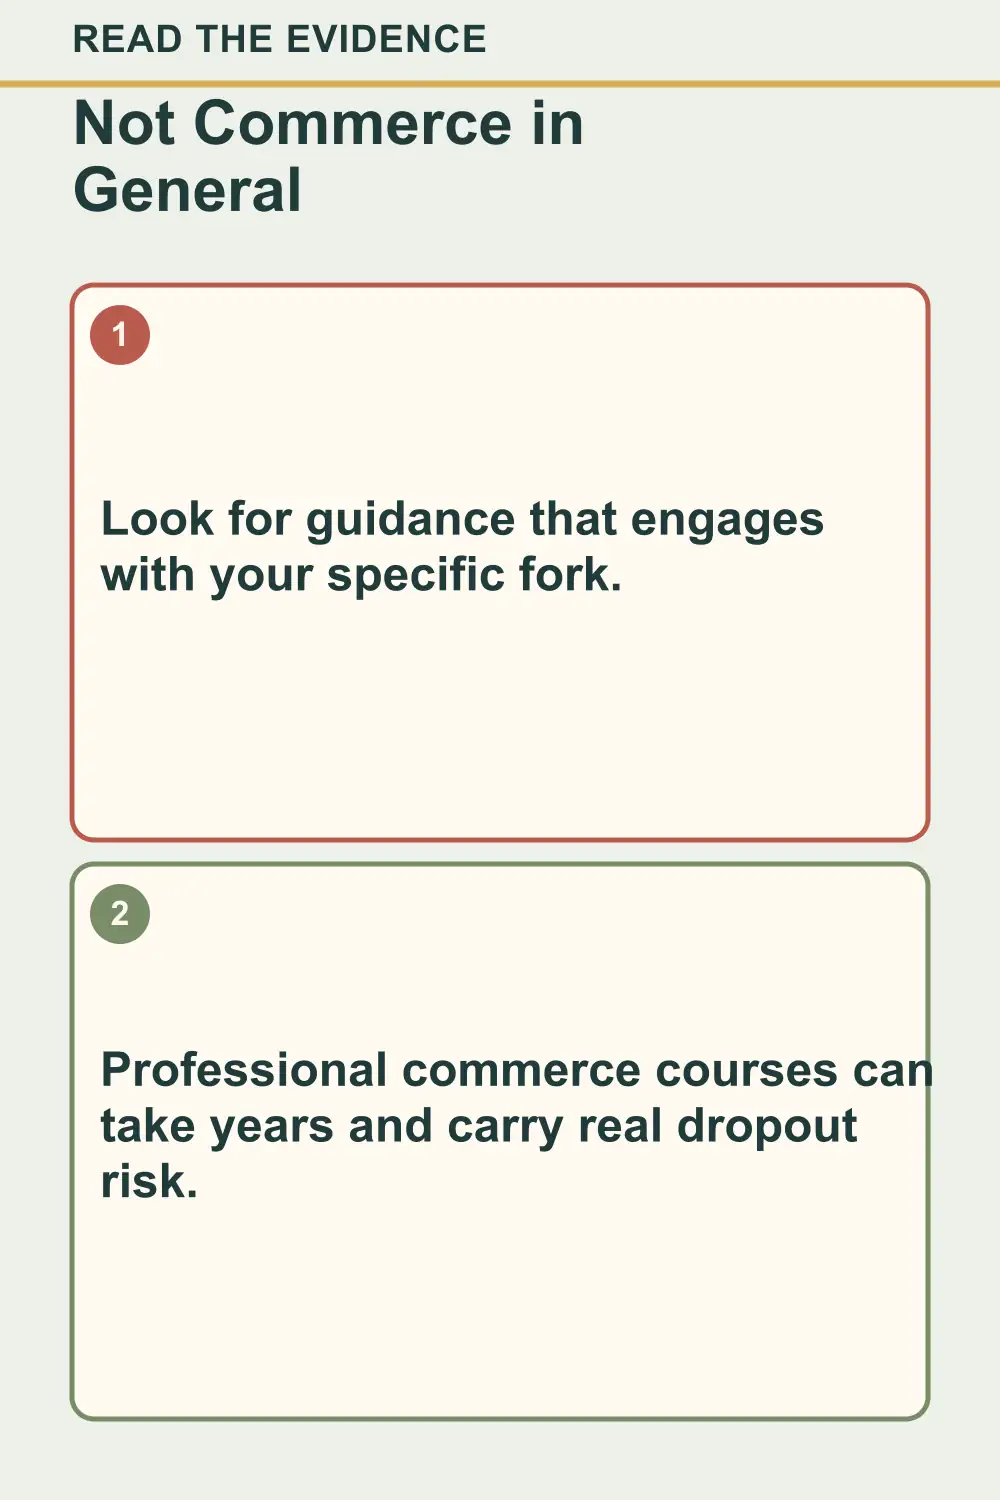 READ THE EVIDENCE
Not Commerce in
General
1
Look for guidance that engages
with your specific fork.
2
Professional commerce courses can
take years and carry real dropout
risk.